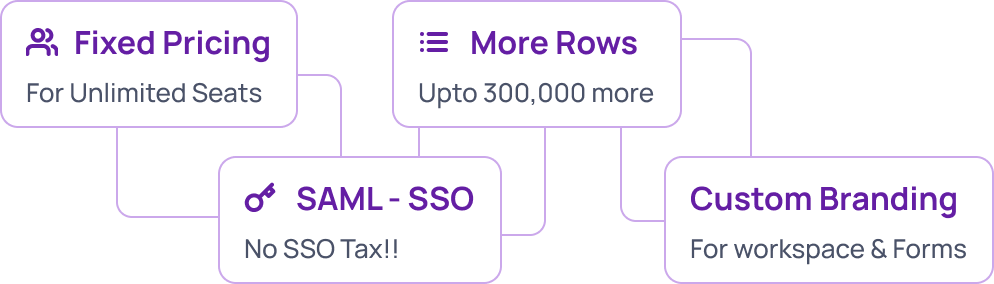 Fixed Pricing
For Unlimited Seats
More Rows
Upto 300,000 more
SAML - SSO
No SSO Tax!!
Custom Branding
For workspace & Forms